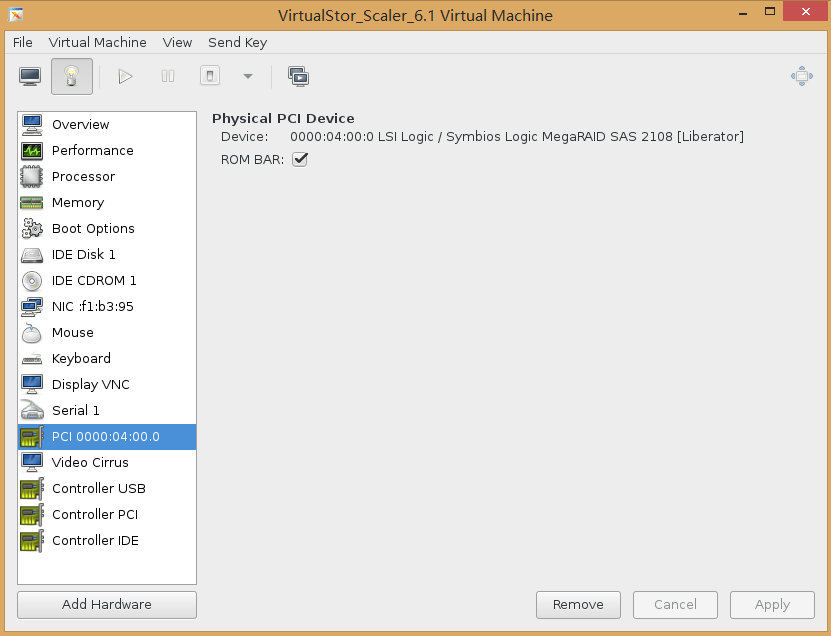 VirtualStor_Scaler_6.1 Virtual Machine
File Virtual Machine View Send Key
Overview
Performance
Processor
Memory
Boot Options
IDE Disk 1
IDE CDROM 1
NIC :f1:b3:95
Mouse
Keyboard
Display VNC
Serial 1
PCI 0000:04:00.0
Video Cirrus
Controller USB
Controller PCI
Controller IDE
Add Hardware
Physical PCI Device
Device: 0000:04:00:0 LSI Logic / Symbios Logic MegaRAID SAS 2108 [Liberator]
ROM BAR:
Remove Cancel Apply